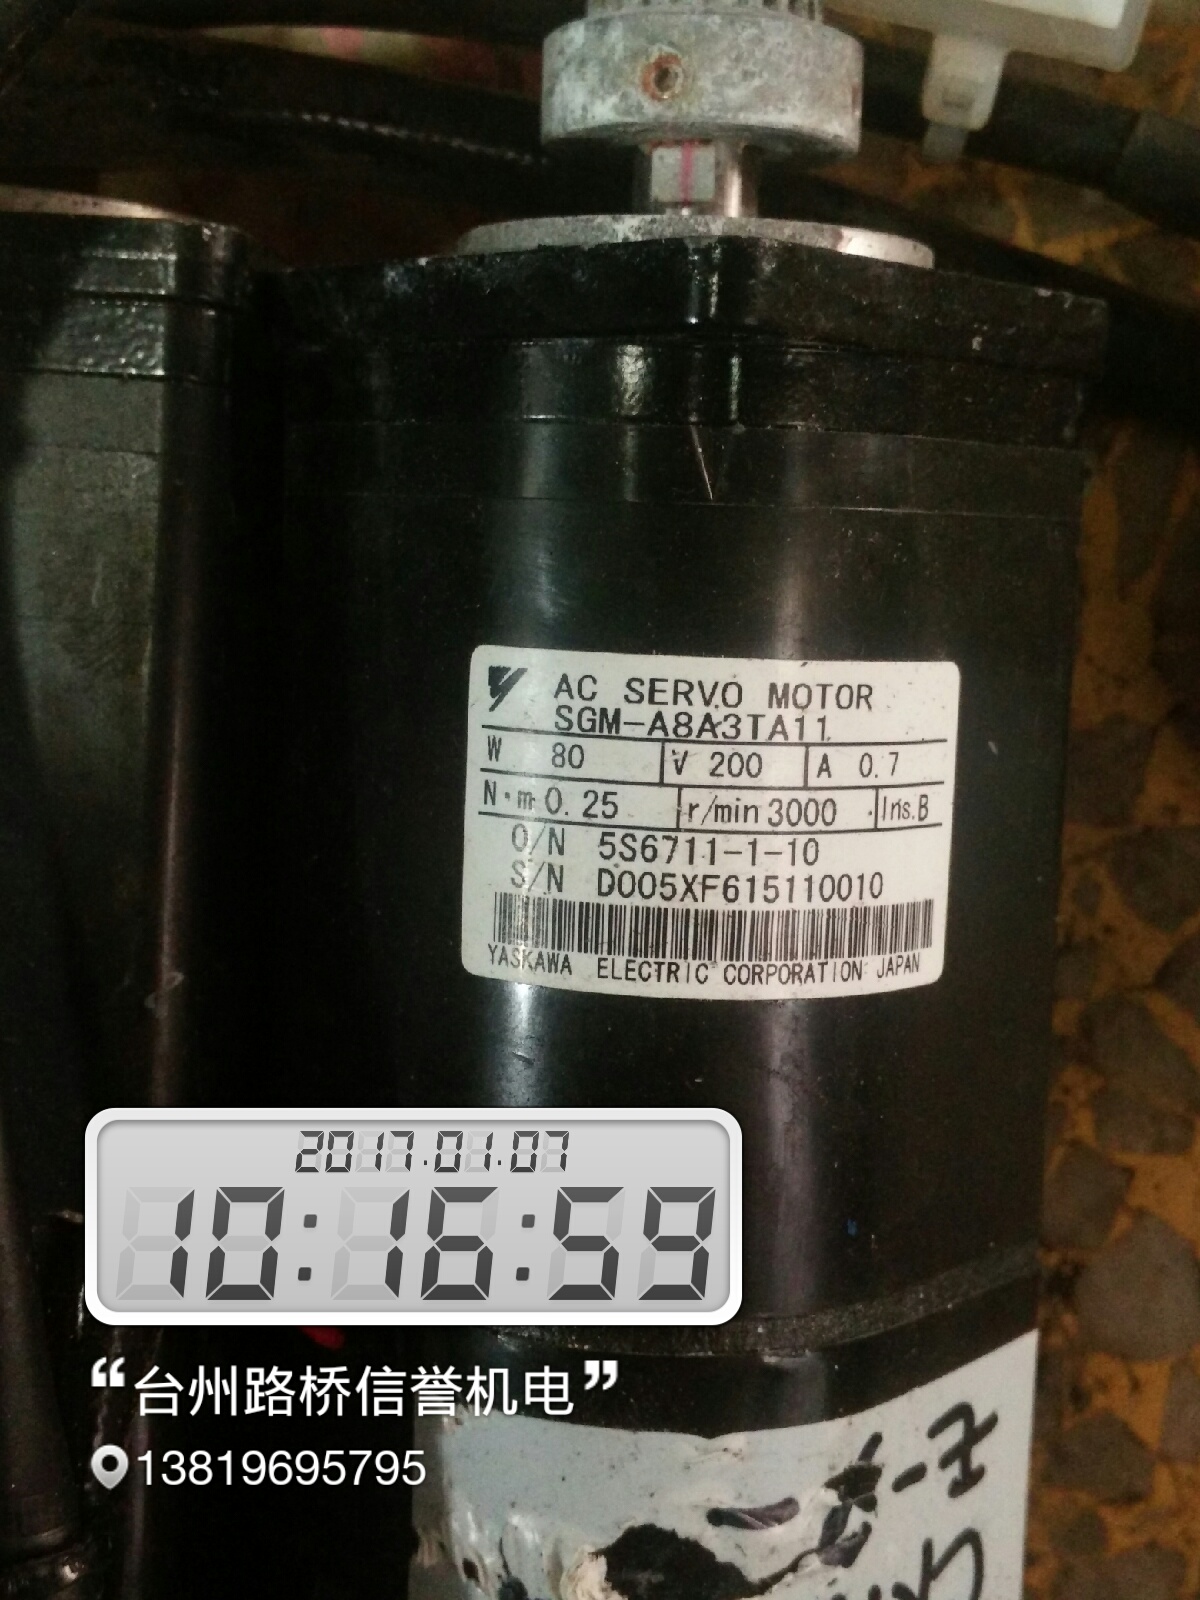 AC SERVO MOTOR
SGM-A8A3TA11
W 80 V 200 A 0.7
N·m 0.25 r/min 3000 Ins.B
O/N 5S6711-1-10
S/N D005XF615110010
YASKAWA ELECTRIC CORPORATION JAPAN
2017.01.07
10:16:59
“台州路桥信誉机电”
13819695795